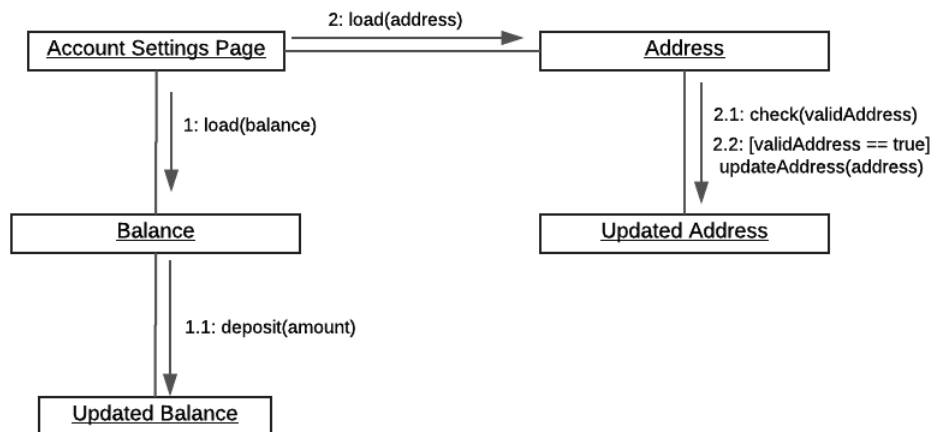 2: load(address)
Account Settings Page
Address
1: load(balance)
2.1: check(validAddress)
2.2: [validAddress == true]
updateAddress(address)
Balance
Updated Address
1.1: deposit(amount)
Updated Balance